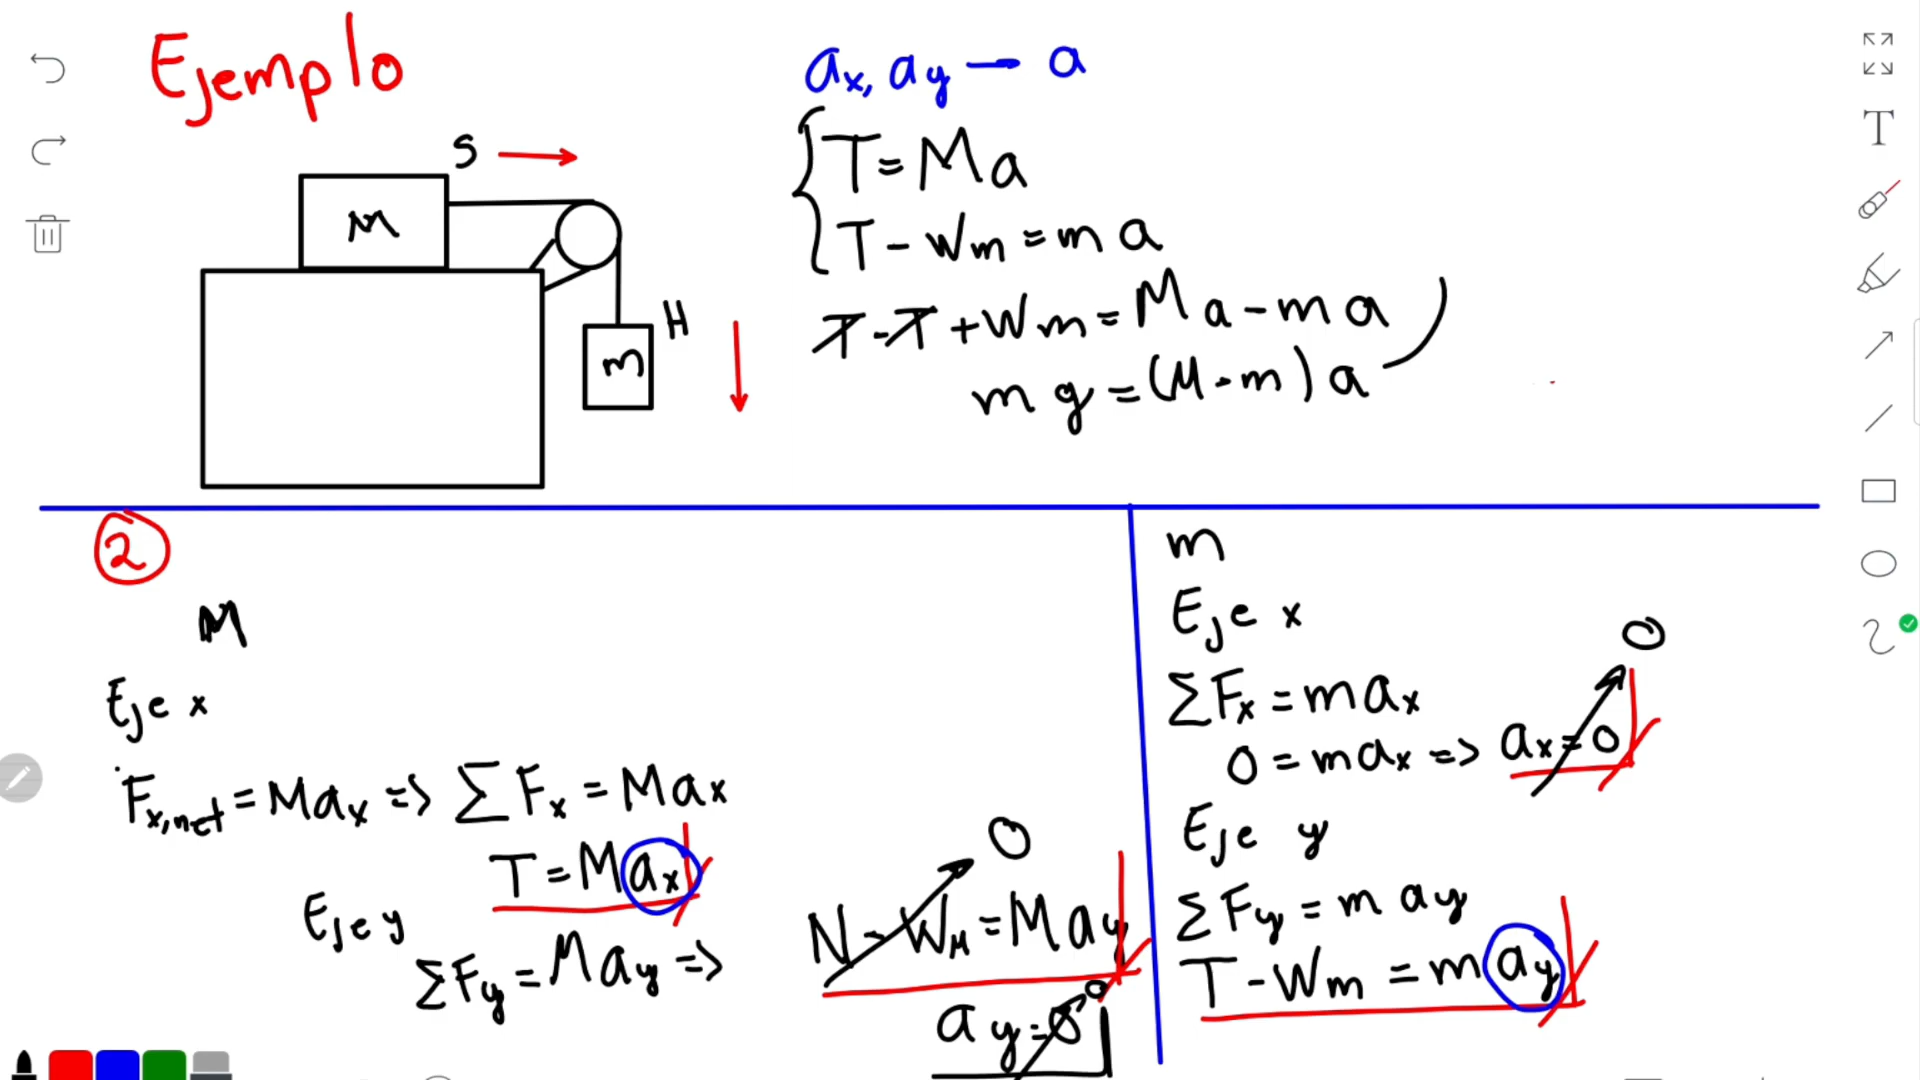 Ejemplo
ax, ay — a
S
M
H
m
T = Ma
T - Wm = ma
T - T + Wm = Ma - ma
mg = (M - m) a
2
M
Eje x
Fx,net = Max => ΣFx = Max
T = Max
Eje y
ΣFy = May =>
N - WM = May
0
ay = 0
0
m
Eje x
ΣFx = max
0 = max => ax = 0
0
Eje y
ΣFy = may
T - Wm = may
T